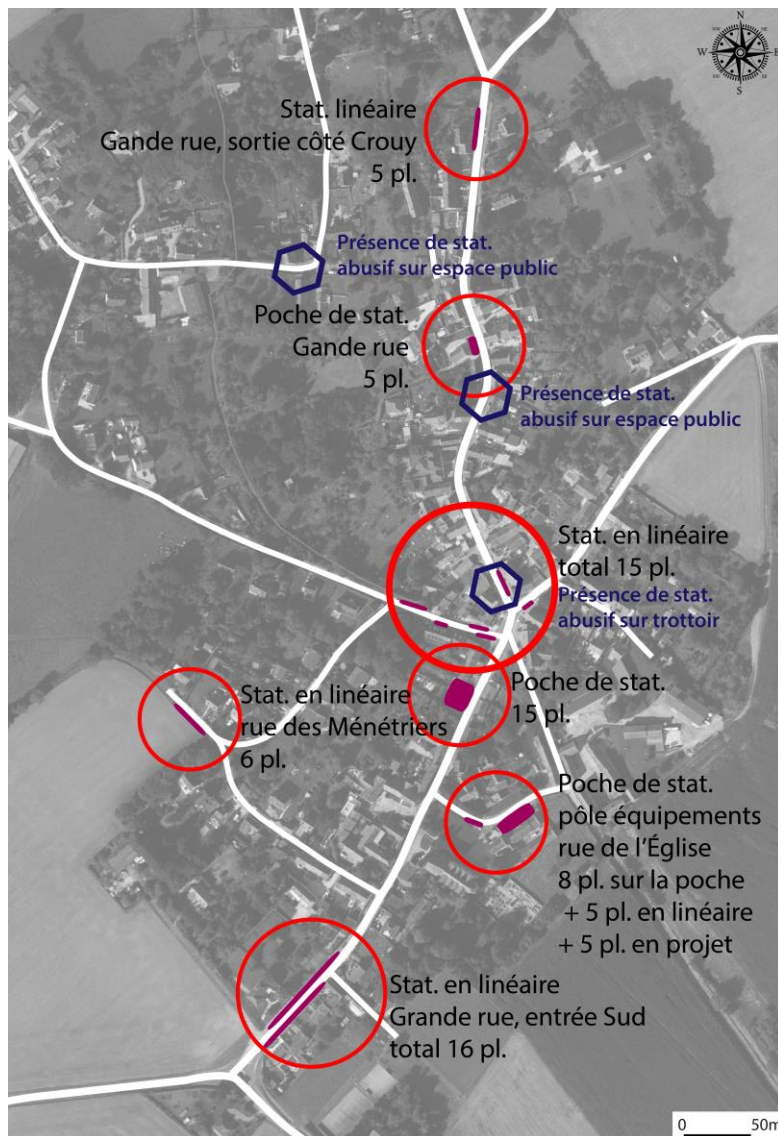 N
W
E
S
Stat. linéaire
Gande rue, sortie côté Crouy
5 pl.
Présence de stat.
abusif sur espace public
Poche de stat.
Gande rue
5 pl.
Présence de stat.
abusif sur espace public
Stat. en linéaire
total 15 pl.
Présence de stat.
abusif sur trottoir
Stat. en linéaire
rue des Ménétriers
6 pl.
Poche de stat.
15 pl.
Poche de stat.
pôle équipements
rue de l’Église
8 pl. sur la poche
+ 5 pl. en linéaire
+ 5 pl. en projet
Stat. en linéaire
Grande rue, entrée Sud
total 16 pl.
0 50m